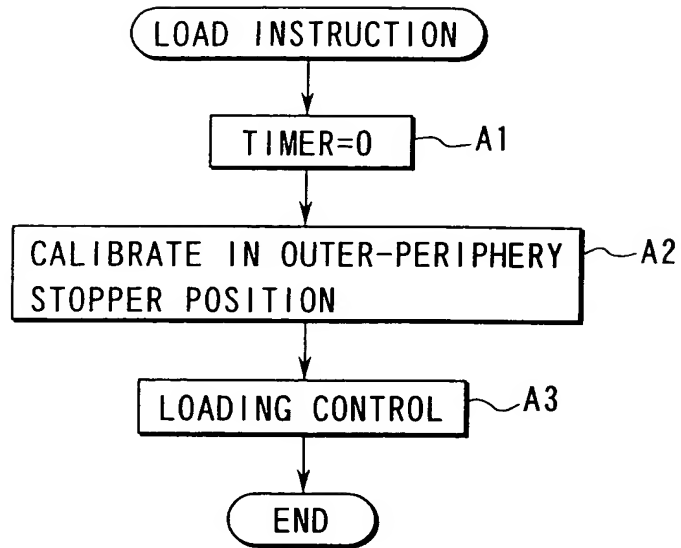 LOAD INSTRUCTION
TIMER=0
A1
CALIBRATE IN OUTER-PERIPHERY
STOPPER POSITION
A2
LOADING CONTROL
A3
END